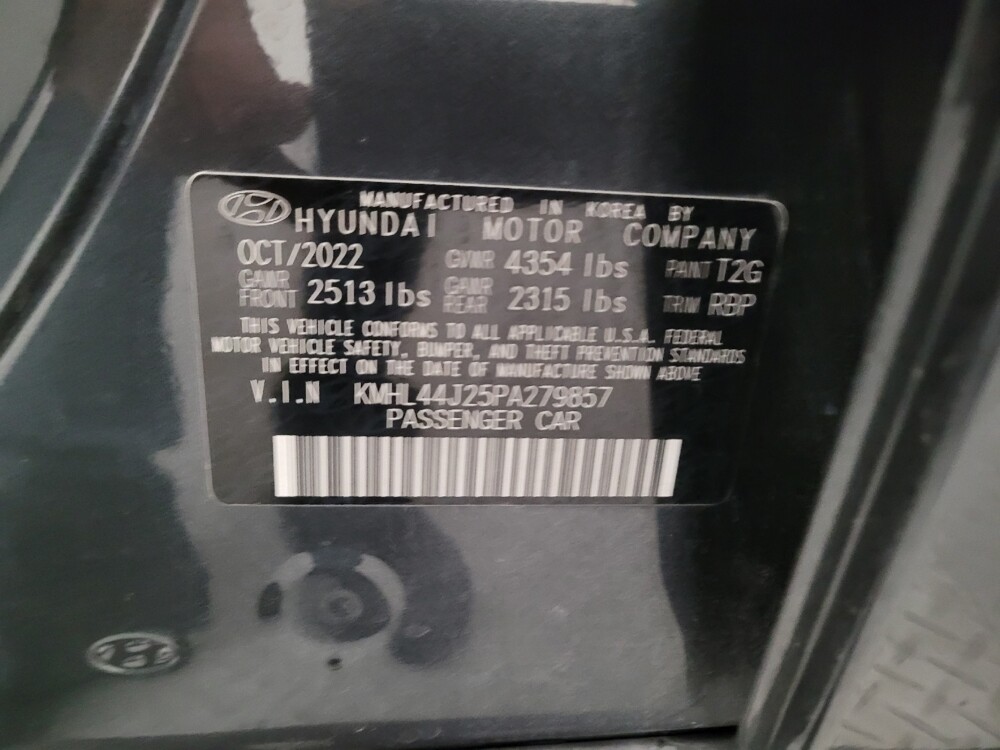 MANUFACTURED IN KOREA BY
HYUNDAI MOTOR COMPANY
OCT/2022 GVWR 4354 lbs PAINT T2G
GAWR FRONT 2513 lbs GAWR REAR 2315 lbs TRIM RBP
THIS VEHICLE CONFORMS TO ALL APPLICABLE U.S.A. FEDERAL
MOTOR VEHICLE SAFETY, BUMPER, AND THEFT PREVENTION STANDARDS
IN EFFECT ON THE DATE OF MANUFACTURE SHOWN ABOVE
V.I.N KMHL44J25PA279857
PASSENGER CAR